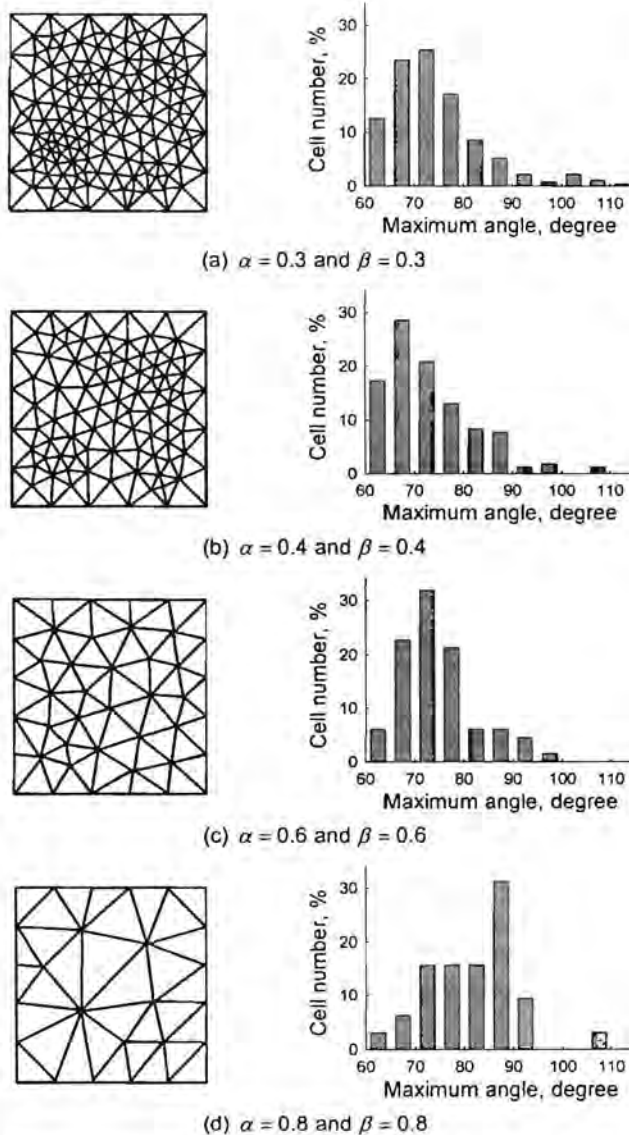 30
20
10
0
Cell number, %
60 70 80 90 100 110
Maximum angle, degree
(a) α = 0.3 and β = 0.3
30
20
10
0
Cell number, %
60 70 80 90 100 110
Maximum angle, degree
(b) α = 0.4 and β = 0.4
30
20
10
0
Cell number, %
60 70 80 90 100 110
Maximum angle, degree
(c) α = 0.6 and β = 0.6
30
20
10
0
Cell number, %
60 70 80 90 100 110
Maximum angle, degree
(d) α = 0.8 and β = 0.8